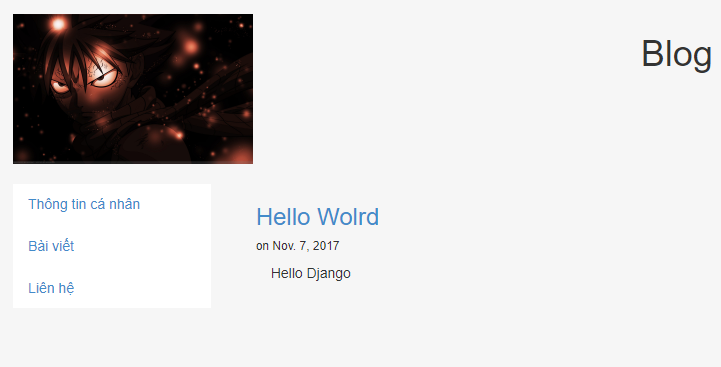 Blog
Thông tin cá nhân
Bài viết
Liên hệ
Hello Wolrd
on Nov. 7, 2017
Hello Django